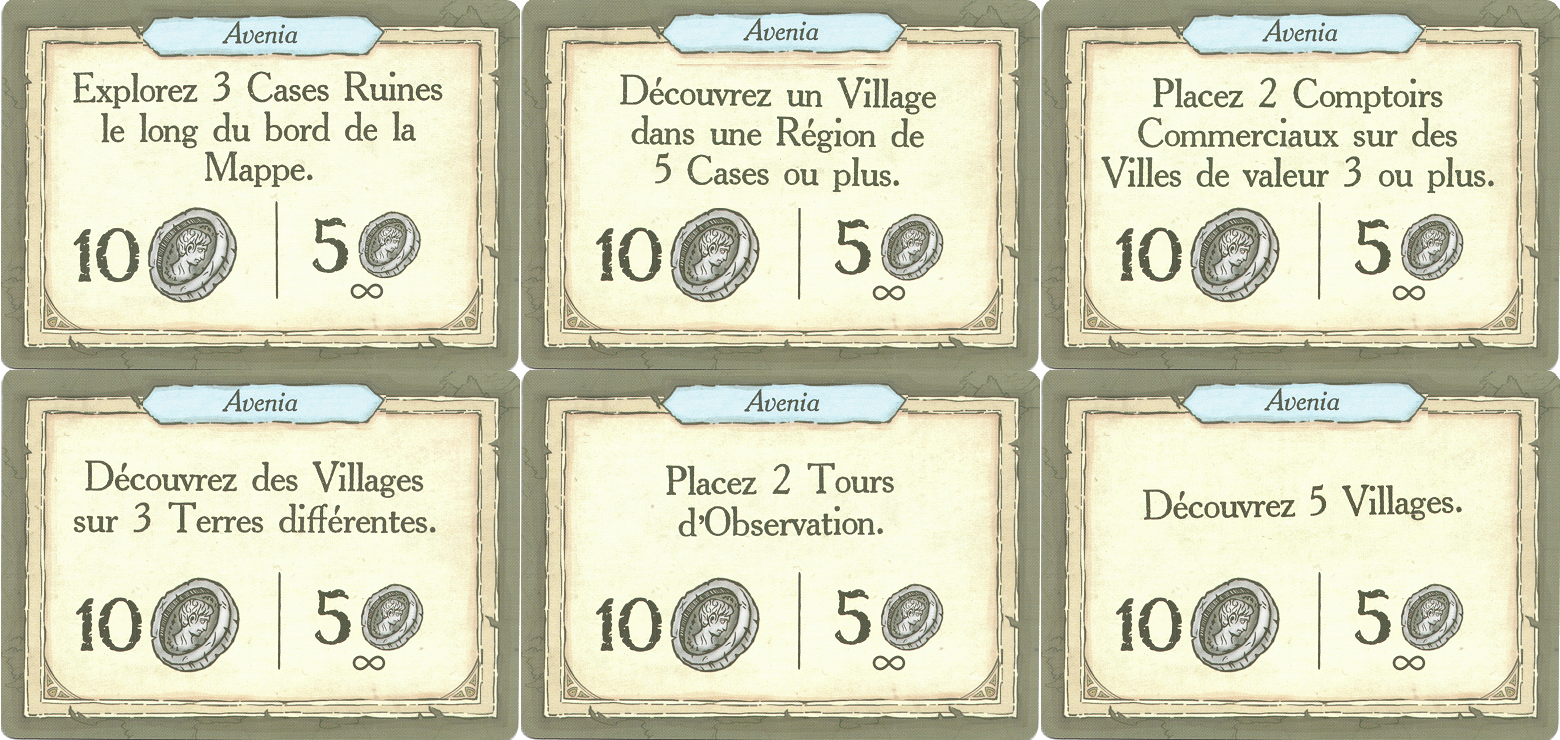 Avenia
Explorez 3 Cases Ruines
le long du bord de la
Mappe.
10 5
∞
Avenia
Découvrez un Village
dans une Région de
5 Cases ou plus.
10 5
∞
Avenia
Placez 2 Comptoirs
Commerciaux sur des
Villes de valeur 3 ou plus.
10 5
∞
Avenia
Découvrez des Villages
sur 3 Terres différentes.
10 5
∞
Avenia
Placez 2 Tours
d'Observation.
10 5
∞
Avenia
Découvrez 5 Villages.
10 5
∞